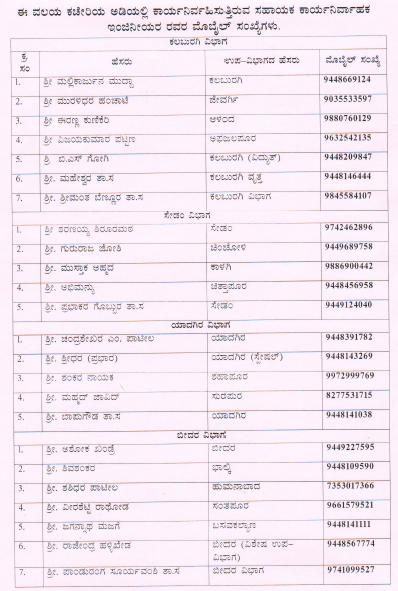 ಈ ವಲಯ ಕಚೇರಿಯ ಅಡಿಯಲ್ಲಿ ಕಾರ್ಯನಿರ್ವಹಿಸುತ್ತಿರುವ ಸಹಾಯಕ ಕಾರ್ಯನಿರ್ವಾಹಕ
ಇಂಜಿನೀಯರ ರವರ ಮೊಬೈಲ್ ಸಂಖ್ಯೆಗಳು.
ಕಲಬುರಗಿ ವಿಭಾಗ
ಕ್ರ. ಸಂ ಹೆಸರು ಉಪ-ವಿಭಾಗದ ಹೆಸರು ಮೊಬೈಲ್ ಸಂಖ್ಯೆ
1. ಶ್ರೀ ಮಲ್ಲಿಕಾರ್ಜುನ ಮುದ್ದಾ ಕಲಬುರಗಿ 9448669124
2. ಶ್ರೀ ಮುರಳಿಧರ ಹಂಚಾಟೆ ಜೇವರ್ಗಿ 9035533597
3. ಶ್ರೀ ಈರಣ್ಣ ಕುಣಿಕೇರಿ ಆಳಂದ 9880760129
4. ಶ್ರೀ ವಿಜಯಕುಮಾರ ಪಟ್ಟಣ ಅಫಜಲಪೂರ 9632542135
5. ಶ್ರಿ ಬಿ.ಎಸ್ ಗೋಗಿ ಕಲಬುರಗಿ (ವಿದ್ಯುತ್) 9448209847
6. ಶ್ರೀ. ಮಹೇಶ್ವರ ತಾ.ಸ ಕಲಬುರಗಿ ವೃತ್ತ 9448146444
7. ಶ್ರೀ. ಶ್ರೀಮಂತ ಬೆಣ್ಣೂರ ತಾ.ಸ ಕಲಬುರಗಿ ವಿಭಾಗ 9845584107
ಸೇಡಂ ವಿಭಾಗ
1. ಶ್ರೀ ಶರಣಯ್ಯ ಶಿರೂರಮಠ ಸೇಡಂ 9742462896
2. ಶ್ರೀ. ಗುರುರಾಜ ಜೋಶಿ ಚಿಂಚೋಳಿ 9449689758
3. ಶ್ರೀ. ಮುಸ್ತಾಕ ಅಹ್ಮದ ಕಾಳಗಿ 9886900442
4. ಶ್ರೀ. ಅಭಿಮನ್ಯು ಚಿತ್ತಾಪೂರ 9448456958
5. ಶ್ರೀ. ಪ್ರಭಾಕರ ಗೊಬ್ಬುರ ತಾ.ಸ ಸೇಡಂ 9449124040
ಯಾದಗಿರ ವಿಭಾಗ
1. ಶ್ರೀ. ಚಂದ್ರಶೇಖರ ಎಂ. ಪಾಟೀಲ ಯಾದಗಿರ 9448391782
2. ಶ್ರೀ. ಶ್ರೀಧರ (ಪ್ರಭಾರ) ಯಾದಗಿರ (ಸ್ಪೇಷಲ್) 9448143269
3. ಶ್ರೀ. ಶಂಕರ ನಾಯಕ ಶಹಾಪೂರ 9972999769
4. ಶ್ರೀ. ಮಹ್ಮದ್ ಜಾವಿದ್ ಸುರಪುರ 8277531715
5. ಶ್ರೀ. ಬಾಪುಗೌಡ ತಾ.ಸ ಯಾದಗಿರ 9448141038
ಬೀದರ ವಿಭಾಗ
1. ಶ್ರೀ. ಅಶೋಕ ಖಂಡ್ರೆ ಬೀದರ 9449227595
2. ಶ್ರೀ. ಶಿವಶಂಕರ ಭಾಲ್ಕಿ 9448109590
3. ಶ್ರೀ. ಶಶಿಧರ ಪಾಟೀಲ ಹುಮನಾಬಾದ 7353017366
4. ಶ್ರೀ. ವೀರಶೆಟ್ಟಿ ರಾಥೋಡ ಸಂತಪೂರ 9661579521
5. ಶ್ರೀ. ಜಗನ್ನಾಥ ಮಜಗೆ ಬಸವಕಲ್ಯಾಣ 9448141111
6. ಶ್ರೀ. ರಾಜೇಂದ್ರ ಹಳ್ಳಿಖೇಡ ಬೀದರ (ವಿಶೇಷ ಉಪ-
ವಿಭಾಗ) 9448567774
7. ಶ್ರೀ. ಪಾಂಡುರಂಗ ಸೂರ್ಯವಂಶಿ ತಾ.ಸ ಬೀದರ ವಿಭಾಗ 9741099527